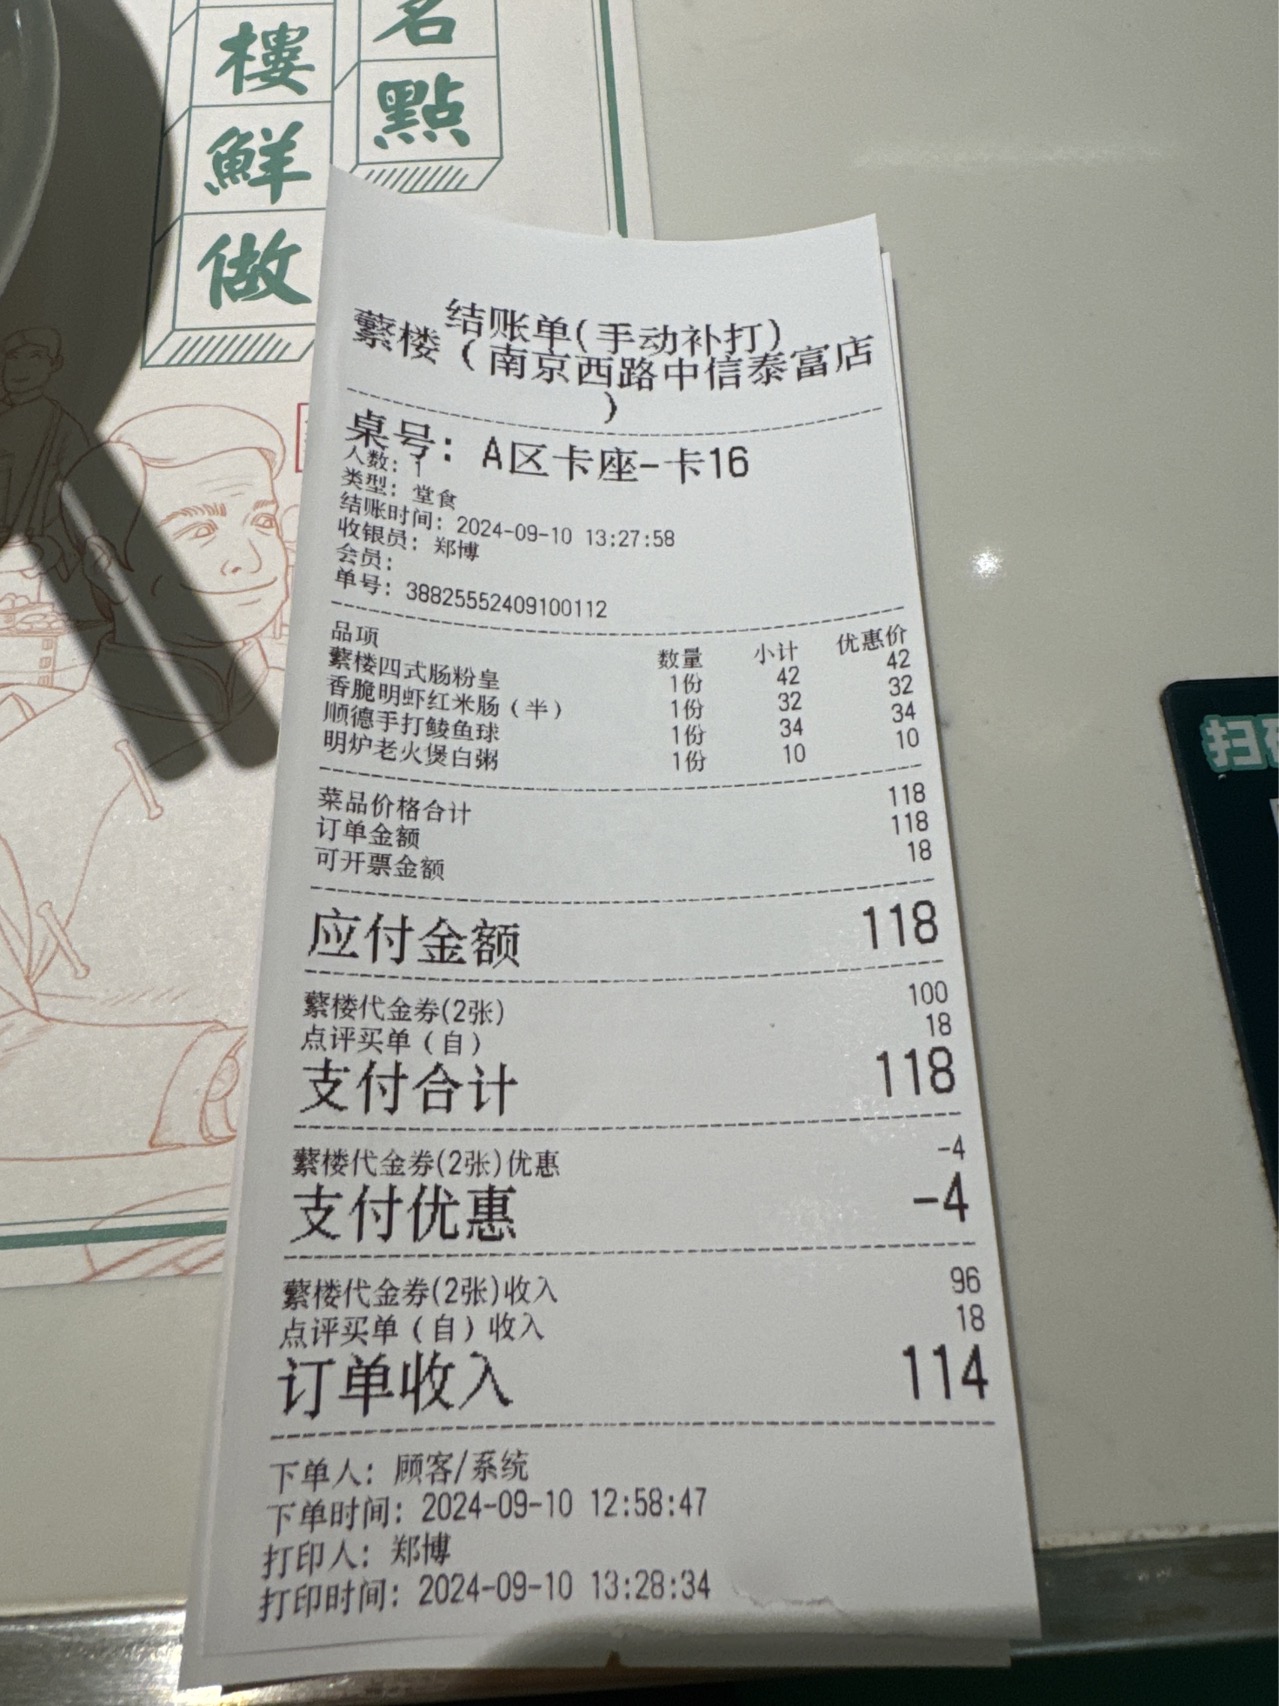 名
點
樓
鮮
做
结账单(手动补打)
蘩楼（南京西路中信泰富店
）
桌号：A区卡座-卡16
人数：1
类型：堂食
结账时间：2024-09-10 13:27:58
收银员：郑博
会员：
单号：38825552409100112
品项 数量 小计 优惠价
蘩楼四式肠粉皇 1份 42 42
香脆明虾红米肠（半） 1份 32 32
顺德手打鲮鱼球 1份 34 34
明炉老火煲白粥 1份 10 10
菜品价格合计 118
订单金额 118
可开票金额 18
应付金额 118
蘩楼代金券(2张) 100
点评买单（自） 18
支付合计 118
蘩楼代金券(2张)优惠 -4
支付优惠 -4
蘩楼代金券(2张)收入 96
点评买单（自）收入 18
订单收入 114
下单人：顾客/系统
下单时间：2024-09-10 12:58:47
打印人：郑博
打印时间：2024-09-10 13:28:34
扫